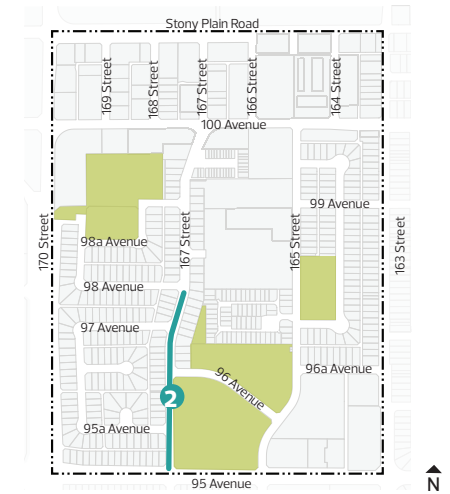 Stony Plain Road
169 Street
168 Street
167 Street
166 Street
164 Street
100 Avenue
99 Avenue
170 Street
98a Avenue
167 Street
165 Street
163 Street
98 Avenue
97 Avenue
96 Avenue
96a Avenue
2
95a Avenue
95 Avenue
N